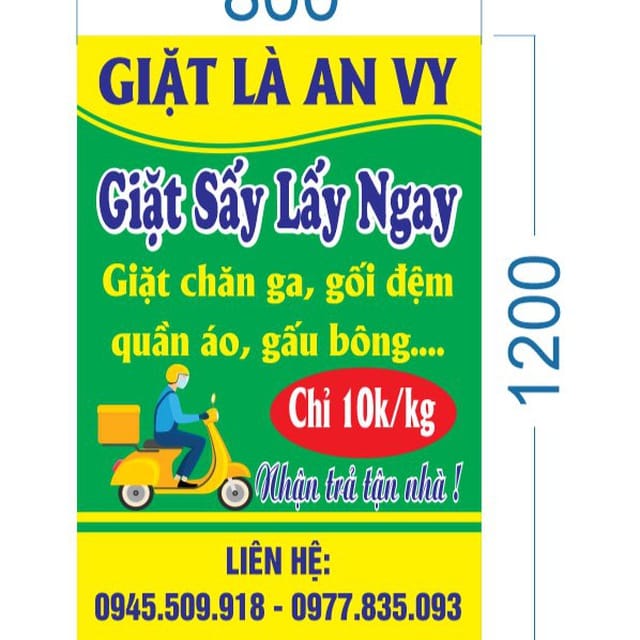 800
GIẶT LÀ AN VY
Giặt Sấy Lấy Ngay
Giặt chăn ga, gối đệm
quần áo, gấu bông....
Chỉ 10k/kg
Nhận trả tận nhà !
LIÊN HỆ:
0945.509.918 - 0977.835.093
1200